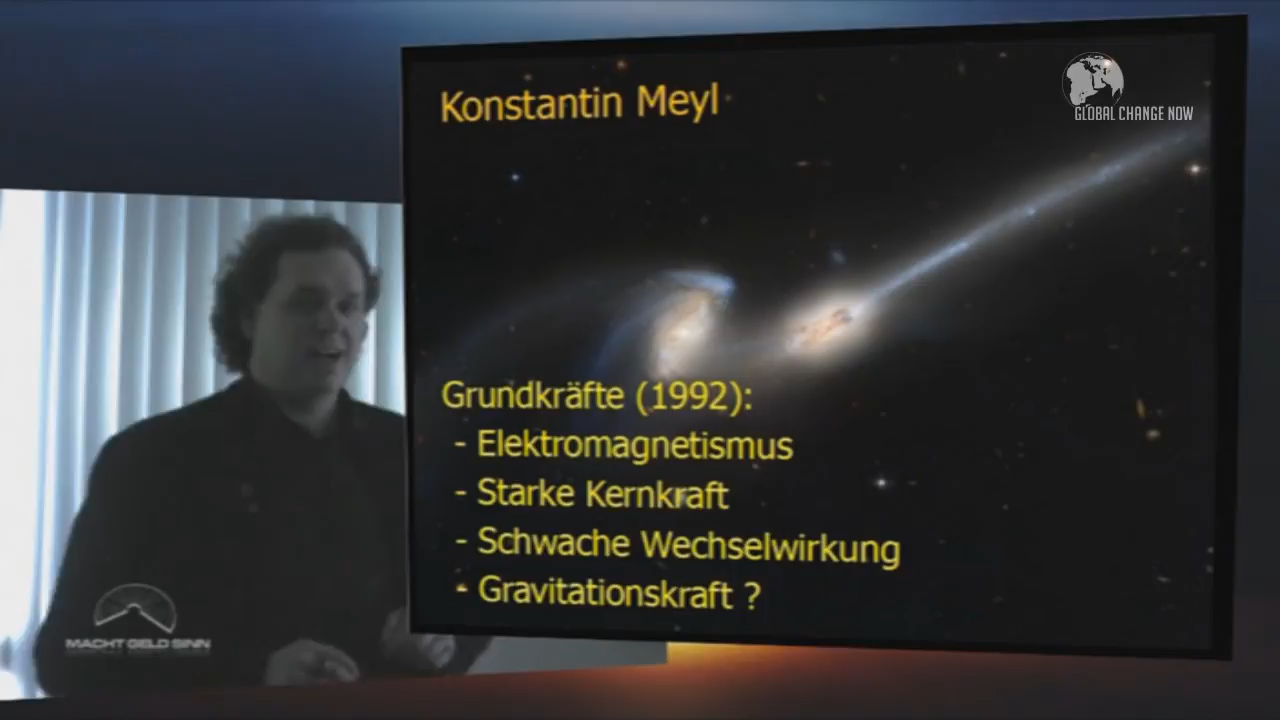 Konstantin Meyl
GLOBAL CHANGE NOW
Grundkräfte (1992):
- Elektromagnetismus
- Starke Kernkraft
- Schwache Wechselwirkung
- Gravitationskraft ?
MACHT GELD SINN